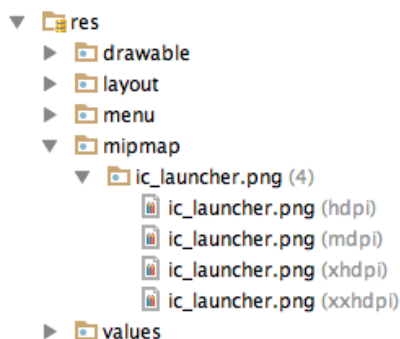 res
drawable
layout
menu
mipmap
ic_launcher.png (4)
ic_launcher.png (hdpi)
ic_launcher.png (mdpi)
ic_launcher.png (xhdpi)
ic_launcher.png (xxhdpi)
values